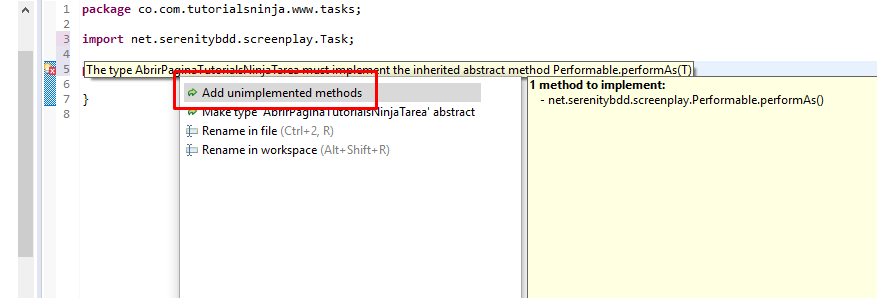 1 package co.com.tutorialsninja.www.tasks;
2
3 import net.serenitybdd.screenplay.Task;
4
5
The type AbrirPaginaTutorialsNinjaTarea must implement the inherited abstract method Performable.performAs(T)
6
Add unimplemented methods
1 method to implement:
- net.serenitybdd.screenplay.Performable.performAs()
7 }
Make type 'AbrirPaginaTutorialsNinjaTarea' abstract
8
Rename in file (Ctrl+2, R)
Rename in workspace (Alt+Shift+R)